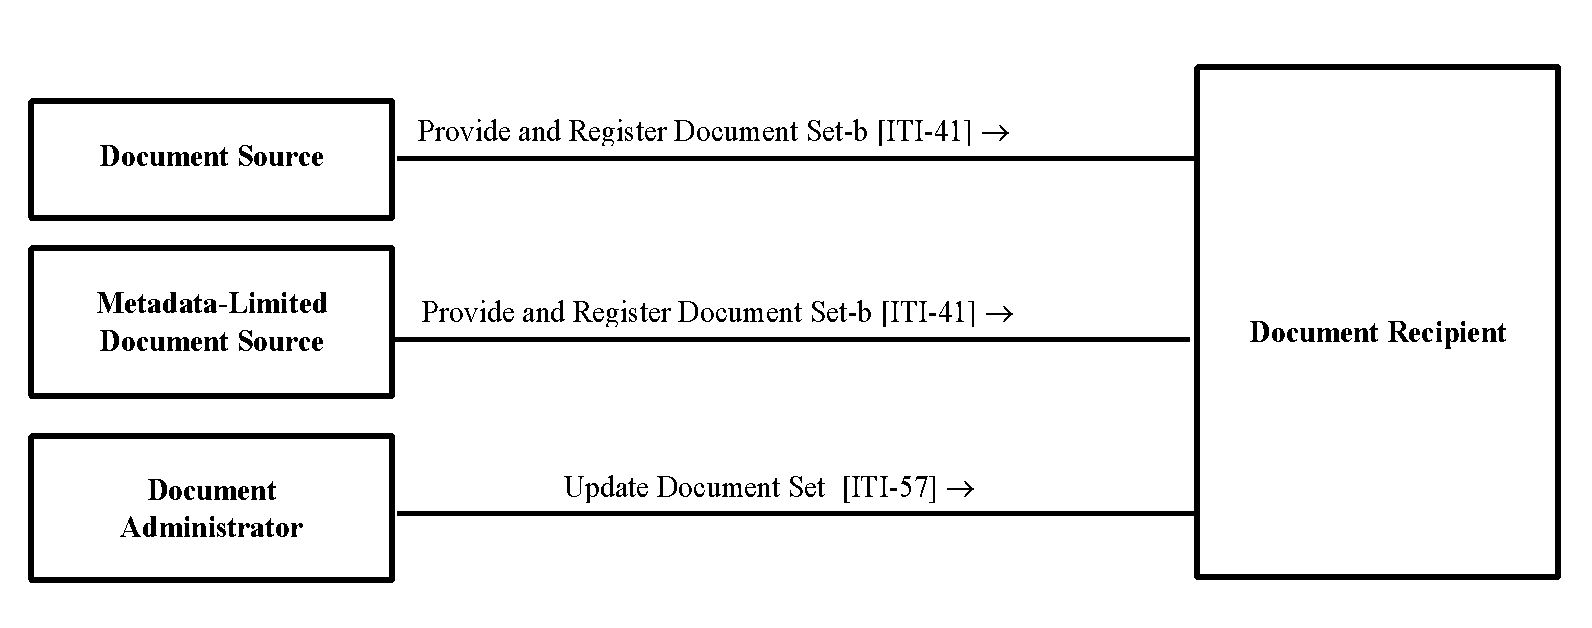 Document Source
Provide and Register Document Set-b [ITI-41] →
Metadata-Limited
Document Source
Provide and Register Document Set-b [ITI-41] →
Document Recipient
Document
Administrator
Update Document Set  [ITI-57] →